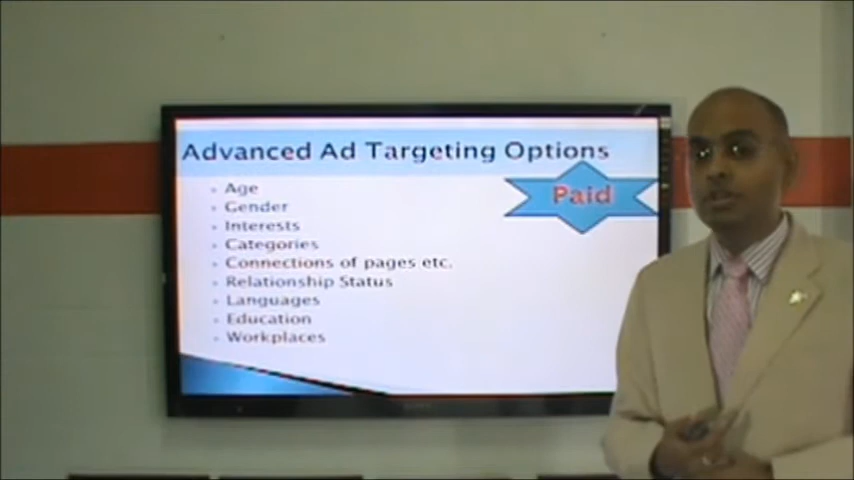 Advanced Ad Targeting Options
Paid
Age
Gender
Interests
Categories
Connections of pages etc.
Relationship Status
Languages
Education
Workplaces